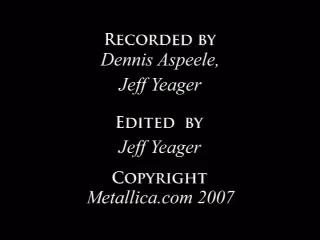 RECORDED BY
Dennis Aspeele,
Jeff Yeager
EDITED BY
Jeff Yeager
COPYRIGHT
Metallica.com 2007